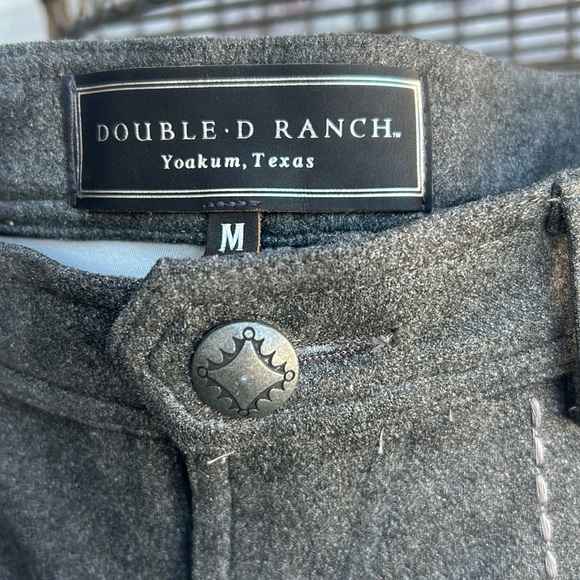 DOUBLE·D RANCH™
Yoakum, Texas
M